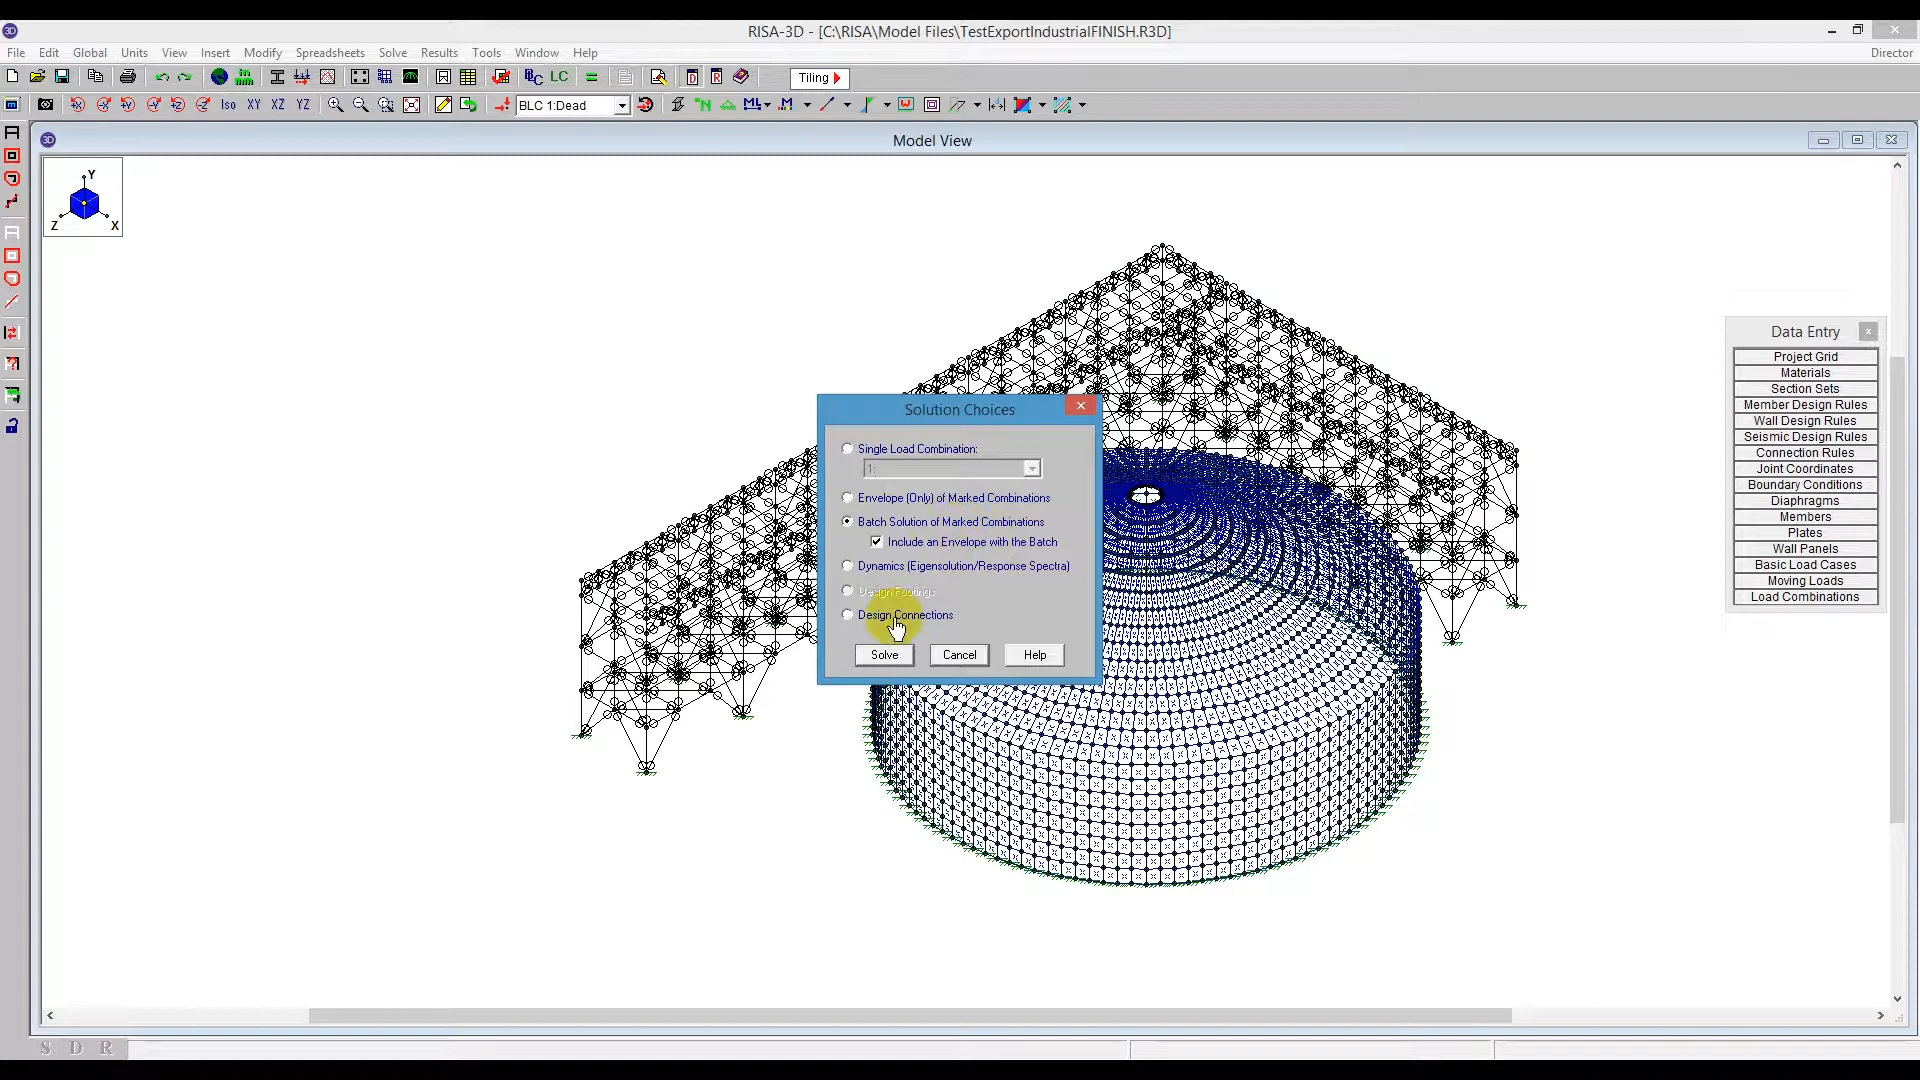 RISA-3D - [C:\RISA\Model Files\TestExportIndustrialFINISH.R3D]
File Edit Global Units View Insert Modify Spreadsheets Solve Results Tools Window Help Director
LC Tiling
Iso XY XZ YZ BLC 1:Dead
3D Model View
Y
Z X
Data Entry
Project Grid
Materials
Section Sets
Member Design Rules
Wall Design Rules
Seismic Design Rules
Connection Rules
Joint Coordinates
Boundary Conditions
Diaphragms
Members
Plates
Wall Panels
Basic Load Cases
Moving Loads
Load Combinations
Solution Choices
Single Load Combination:
1:
Envelope (Only) of Marked Combinations
Batch Solution of Marked Combinations
Include an Envelope with the Batch
Dynamics (Eigensolution/Response Spectra)
Design Footings
Design Connections
Solve Cancel Help
S D R